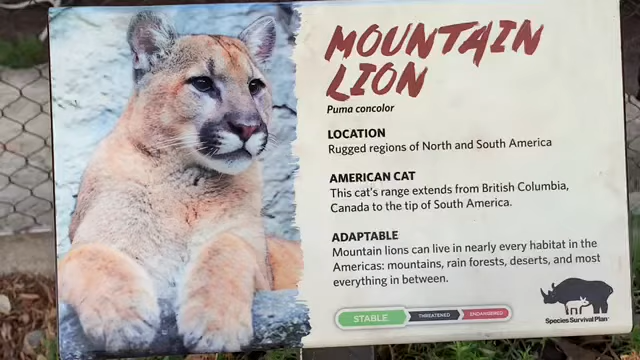 MOUNTAIN
LION
Puma concolor
LOCATION
Rugged regions of North and South America
AMERICAN CAT
This cat's range extends from British Columbia,
Canada to the tip of South America.
ADAPTABLE
Mountain lions can live in nearly every habitat in the
Americas: mountains, rain forests, deserts, and most
everything in between.
STABLE THREATENED ENDANGERED
Species Survival Plan